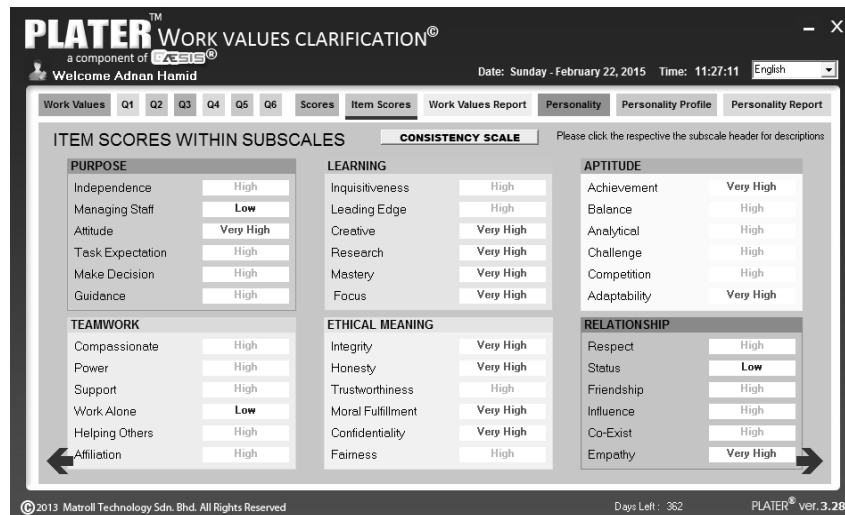 PLATER™ WORK VALUES CLARIFICATION©
– X
a component of GÆSIS®
Welcome Adnan Hamid
Date: Sunday - February 22, 2015 Time: 11:27:11 English
Work Values Q1 Q2 Q3 Q4 Q5 Q6 Scores Item Scores Work Values Report Personality Personality Profile Personality Report
ITEM SCORES WITHIN SUBSCALES CONSISTENCY SCALE Please click the respective the subscale header for descriptions
PURPOSE
Independence High
Managing Staff Low
Attitude Very High
Task Expectation High
Make Decision High
Guidance High
LEARNING
Inquisitiveness High
Leading Edge High
Creative Very High
Research Very High
Mastery Very High
Focus Very High
APTITUDE
Achievement Very High
Balance High
Analytical High
Challenge High
Competition High
Adaptability Very High
TEAMWORK
Compassionate High
Power High
Support High
Work Alone Low
Helping Others High
Affiliation High
ETHICAL MEANING
Integrity Very High
Honesty Very High
Trustworthiness High
Moral Fulfillment Very High
Confidentiality Very High
Fairness High
RELATIONSHIP
Respect High
Status Low
Friendship High
Influence High
Co-Exist High
Empathy Very High
© 2013 Matroll Technology Sdn. Bhd. All Rights Reserved Days Left : 362 PLATER® ver.3.28